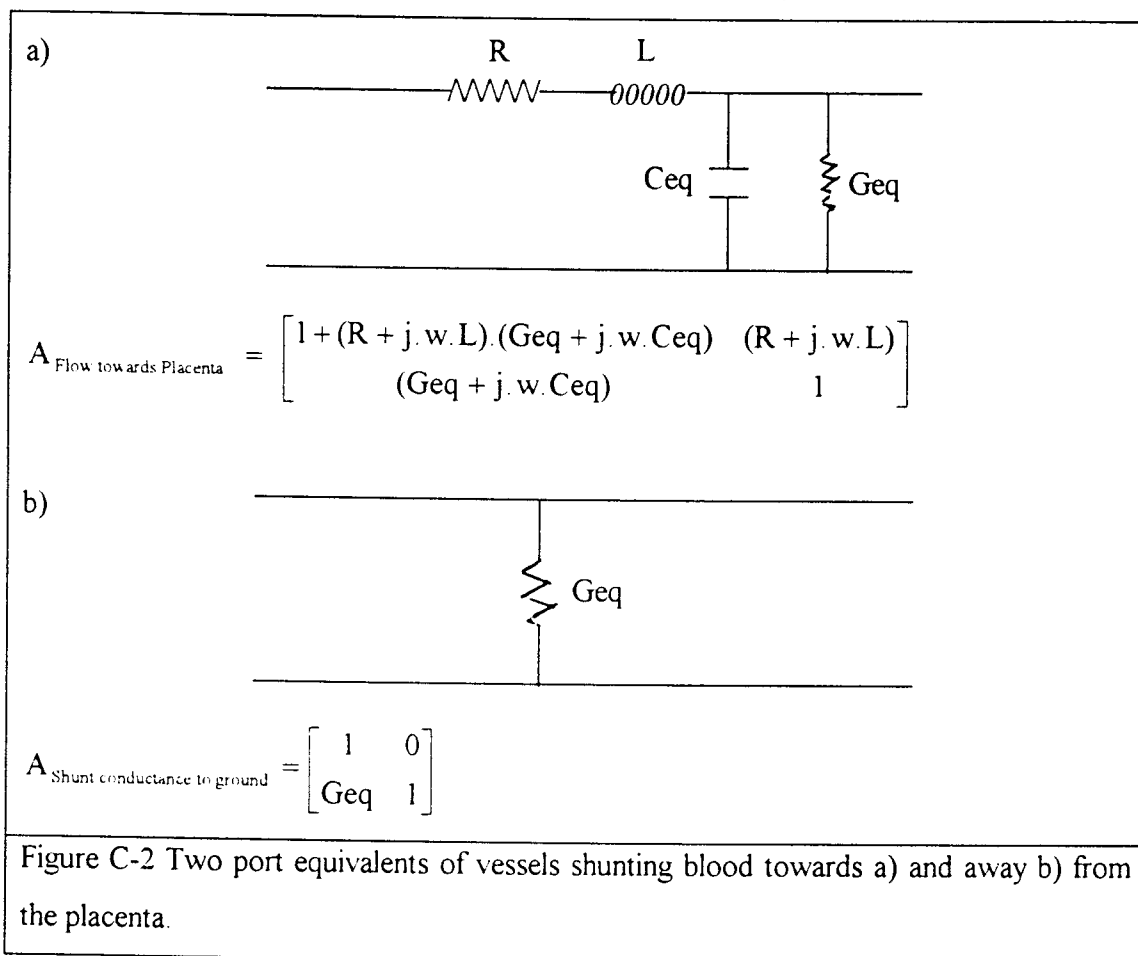 a)
R L
Ceq Geq
A Flow towards Placenta = [1 + (R + j.w.L).(Geq + j.w.Ceq) (R + j.w.L)
(Geq + j.w.Ceq) 1]
b)
Geq
A Shunt conductance to ground = [1 0
Geq 1]
Figure C-2 Two port equivalents of vessels shunting blood towards a) and away b) from
the placenta.